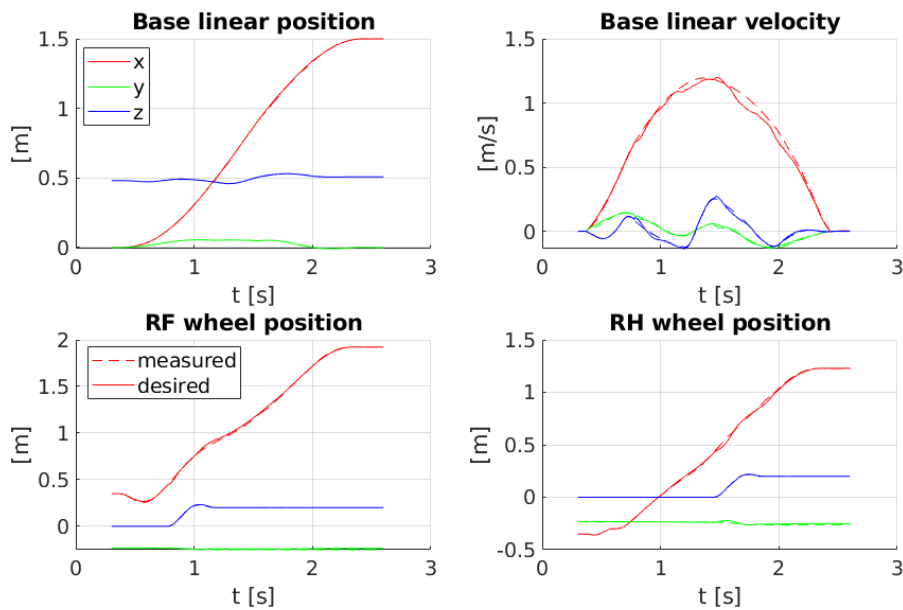 Base linear position
1.5
1
0.5
0
[m]
x
y
z
0
1
2
3
t [s]
Base linear velocity
1.5
1
0.5
0
[m/s]
0
1
2
3
t [s]
RF wheel position
2
1.5
1
0.5
0
[m]
measured
desired
0
1
2
3
t [s]
RH wheel position
1.5
1
0.5
0
-0.5
[m]
0
1
2
3
t [s]